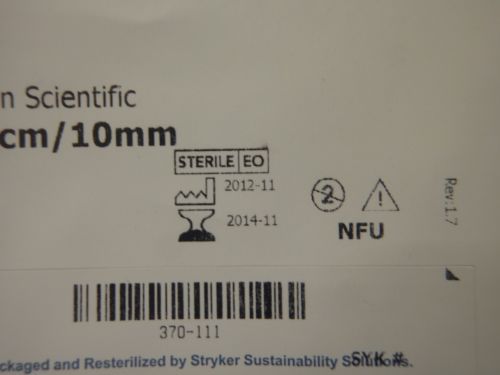 n Scientific
cm/10mm
STERILE EO
2012-11
2014-11
2
NFU
Rev:1.7
370-111
ckaged and Resterilized by Stryker Sustainability Solutions.
SYK #